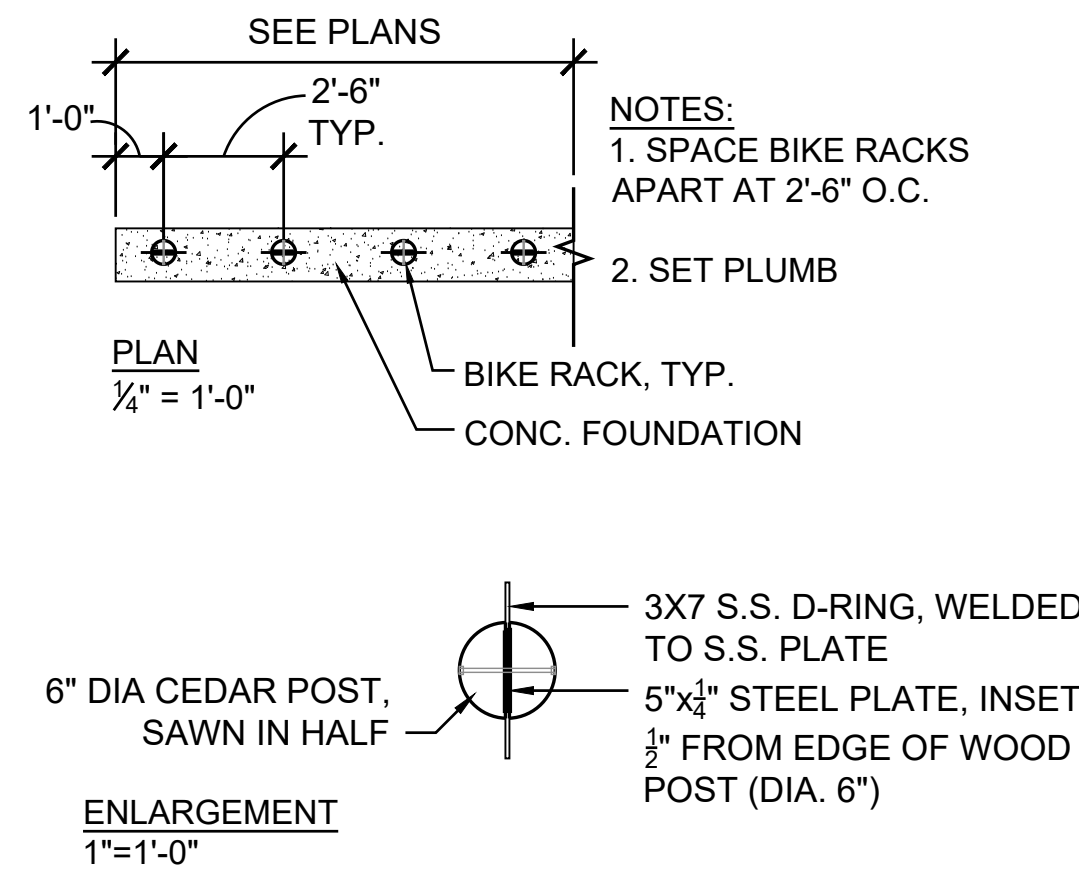 SEE PLANS
1'-0"
2'-6"
TYP.
NOTES:
1. SPACE BIKE RACKS
APART AT 2'-6" O.C.
2. SET PLUMB
PLAN
1/4" = 1'-0"
BIKE RACK, TYP.
CONC. FOUNDATION
3X7 S.S. D-RING, WELDED
TO S.S. PLATE
6" DIA CEDAR POST,
SAWN IN HALF
5"x1/4" STEEL PLATE, INSET
1/2" FROM EDGE OF WOOD
POST (DIA. 6")
ENLARGEMENT
1"=1'-0"